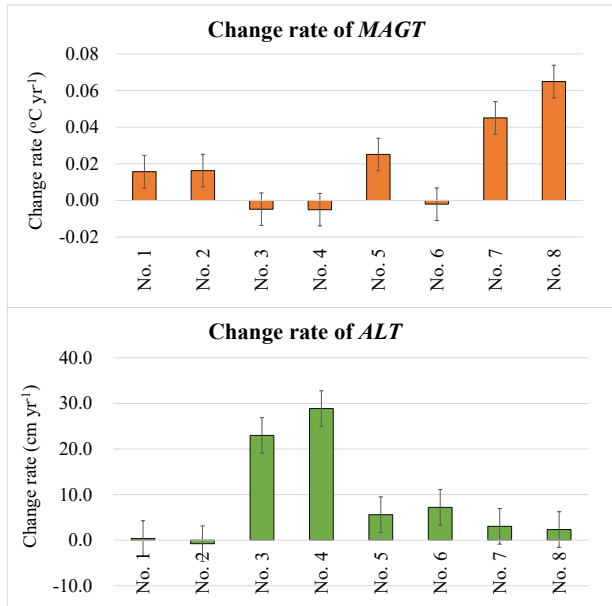 Change rate of MAGT
Change rate (°C yr⁻¹)
0.08
0.06
0.04
0.02
0.00
-0.02
No. 1
No. 2
No. 3
No. 4
No. 5
No. 6
No. 7
No. 8
Change rate of ALT
Change rate (cm yr⁻¹)
40.0
30.0
20.0
10.0
0.0
-10.0
No. 1
No. 2
No. 3
No. 4
No. 5
No. 6
No. 7
No. 8